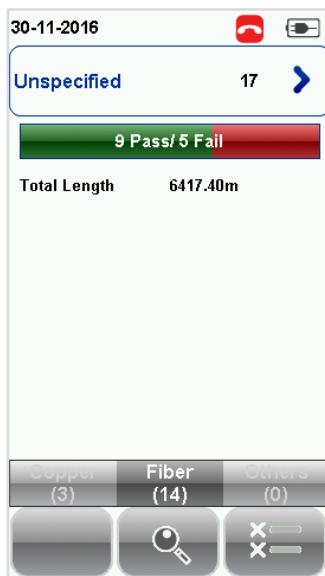 30-11-2016
Unspecified 17
9 Pass/ 5 Fail
Total Length 6417.40m
Copper Fiber Others
(3) (14) (0)